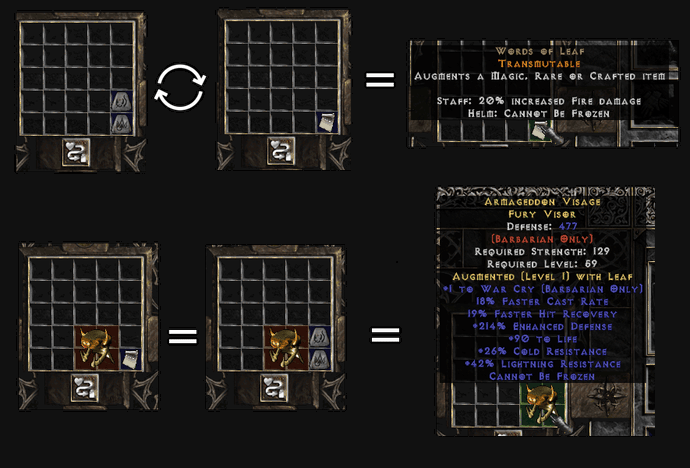 Words of Leaf
Transmutable
Augments a Magic, Rare or Crafted item
Staff: 20% increased Fire damage
Helm: Cannot Be Frozen
Armageddon Visage
Fury Visor
Defense: 477
(Barbarian Only)
Required Strength: 129
Required Level: 59
Augmented (Level 1) with Leaf
+1 to War Cry (Barbarian Only)
18% Faster Cast Rate
19% Faster Hit Recovery
+214% Enhanced Defense
+90 to Life
+26% Cold Resistance
+42% Lightning Resistance
Cannot Be Frozen